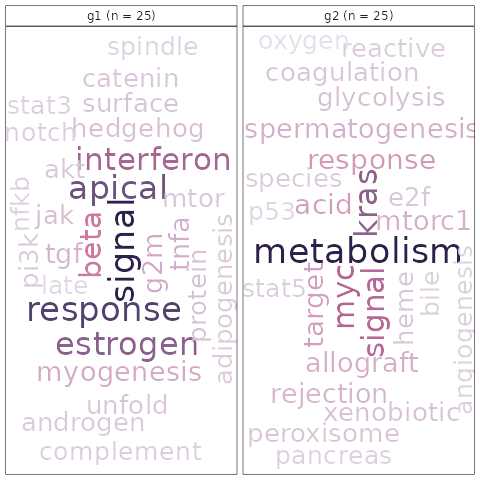 g1 (n = 25)
spindle
catenin
stat3
surface
notch
hedgehog
interferon
akt
apical
mtor
nfkb
jak
beta
signal
tnfa
g2m
tgf
pi3k
protein
adipogenesis
late
response
estrogen
myogenesis
unfold
androgen
complement
g2 (n = 25)
oxygen
reactive
coagulation
glycolysis
spermatogenesis
response
species
kras
e2f
p53
acid
mtorc1
metabolism
stat5
target
myc
signal
heme
bile
angiogenesis
allograft
rejection
xenobiotic
peroxisome
pancreas